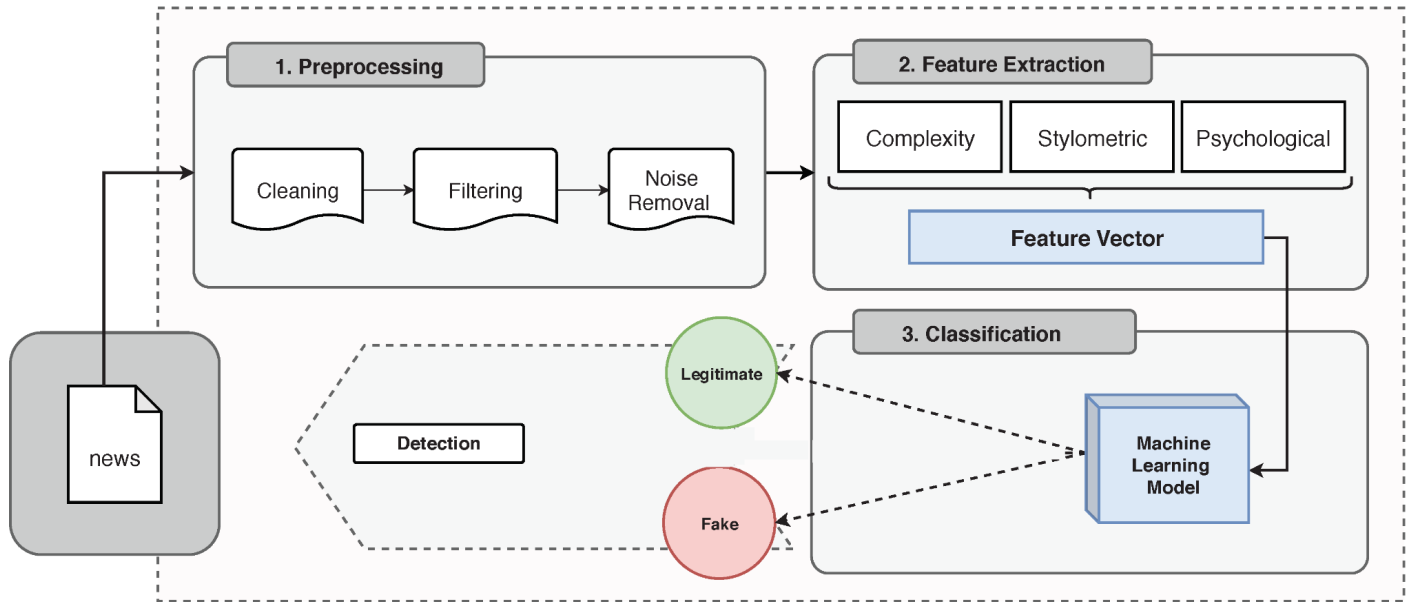 1. Preprocessing
Cleaning
Filtering
Noise
Removal
2. Feature Extraction
Complexity
Stylometric
Psychological
Feature Vector
news
Detection
Legitimate
Fake
3. Classification
Machine
Learning
Model